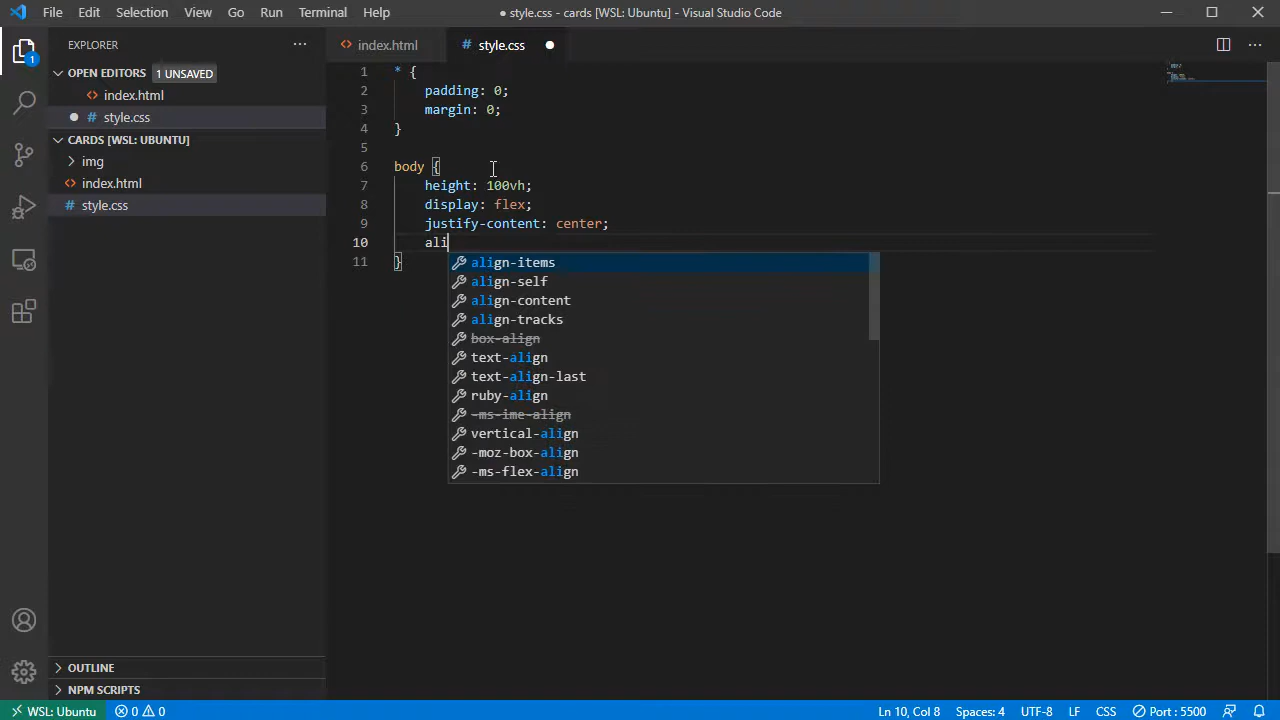 File Edit Selection View Go Run Terminal Help
● style.css - cards [WSL: Ubuntu] - Visual Studio Code
EXPLORER
OPEN EDITORS 1 UNSAVED
index.html
# style.css
CARDS [WSL: UBUNTU]
img
index.html
# style.css
OUTLINE
NPM SCRIPTS
1
index.html
# style.css
1 * {
2 padding: 0;
3 margin: 0;
4 }
5
6 body {
7 height: 100vh;
8 display: flex;
9 justify-content: center;
10 ali
11 }
align-items
align-self
align-content
align-tracks
box-align
text-align
text-align-last
ruby-align
-ms-ime-align
vertical-align
-moz-box-align
-ms-flex-align
WSL: Ubuntu 0 0 Ln 10, Col 8 Spaces: 4 UTF-8 LF CSS Port : 5500